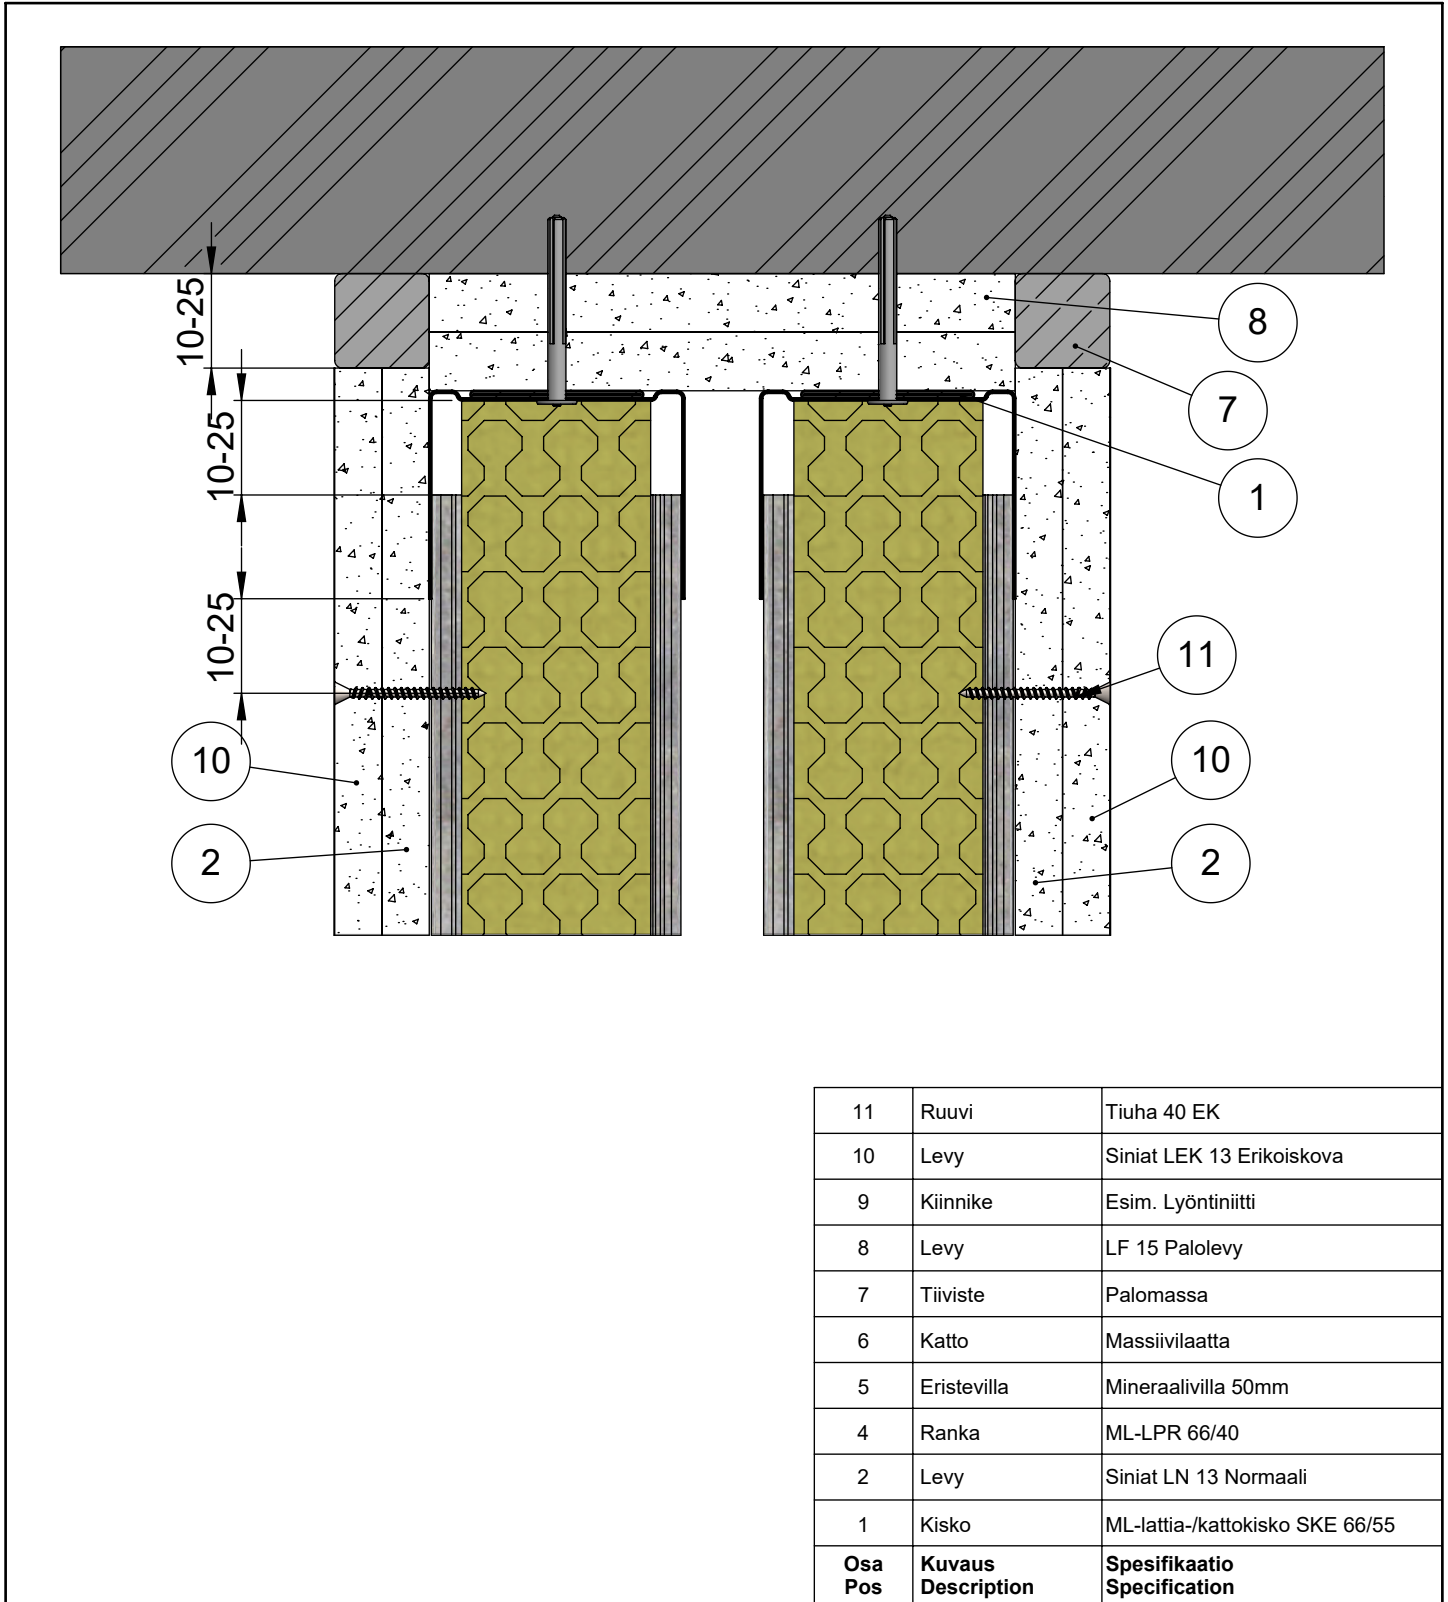 10-25
8
7
10-25
1
10-25
11
10
10
2
2
11 Ruuvi Tiuha 40 EK
10 Levy Siniat LEK 13 Erikoiskova
9 Kiinnike Esim. Lyöntiniitti
8 Levy LF 15 Palolevy
7 Tiiviste Palomassa
6 Katto Massiivilaatta
5 Eristevilla Mineraalivilla 50mm
4 Ranka ML-LPR 66/40
2 Levy Siniat LN 13 Normaali
1 Kisko ML-lattia-/kattokisko SKE 66/55
Osa Kuvaus Spesifikaatio
Pos Description Specification